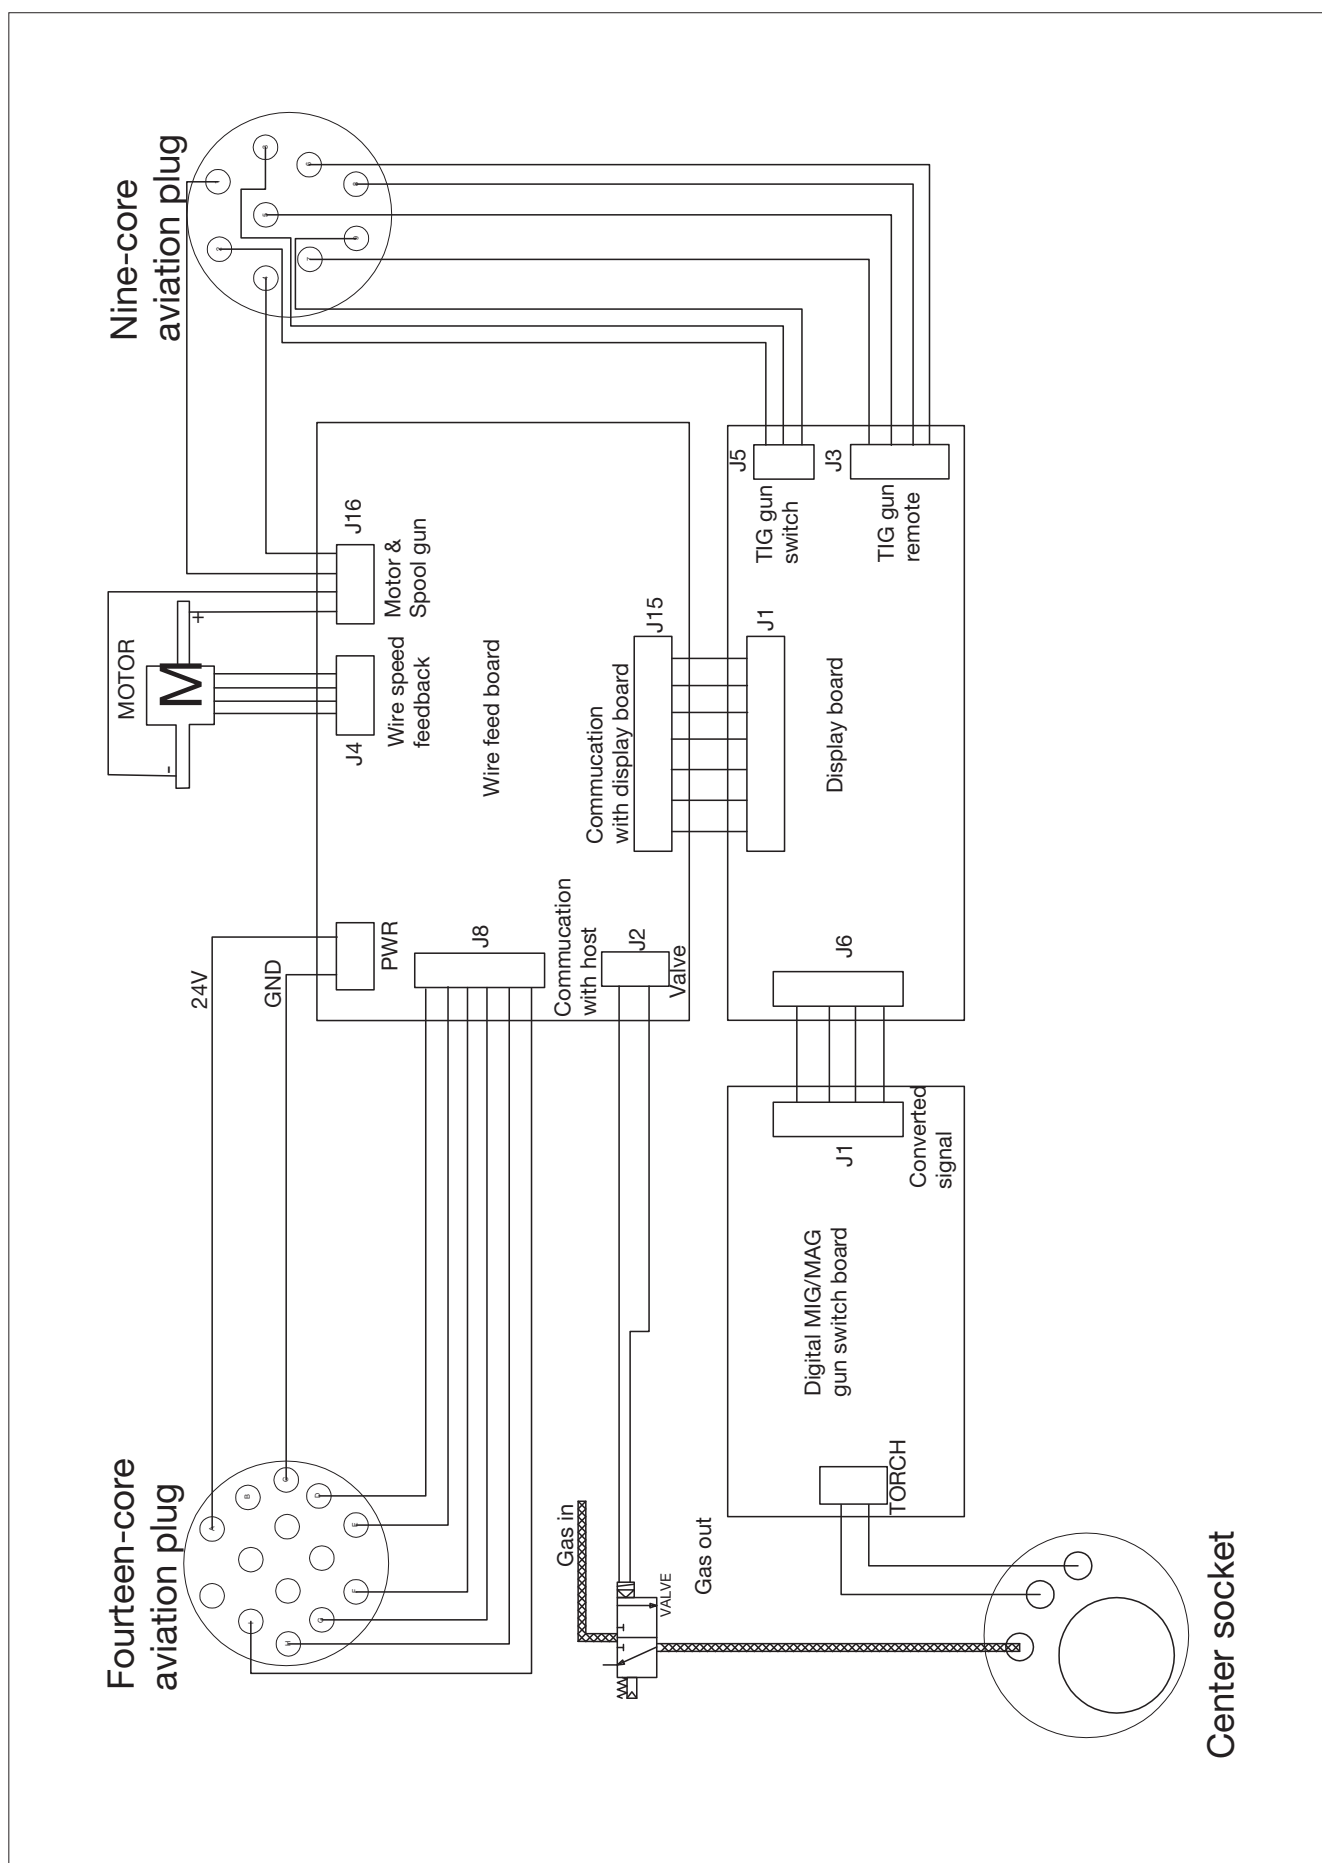 Fourteen-core
aviation plug
Nine-core
aviation plug
24V
GND
PWR
MOTOR
M
-
+
J4
Wire speed
feedback
J16
Motor &
Spool gun
Wire feed board
J8
Commucation
with host
J2
Valve
Commucation
with display board
J15
J1
Display board
J5
TIG gun
switch
J3
TIG gun
remote
J6
J1
Converted
signal
Digital MIG/MAG
gun switch board
TORCH
Gas in
VALVE
Gas out
Center socket
A
B
C
D
E
F
G
H